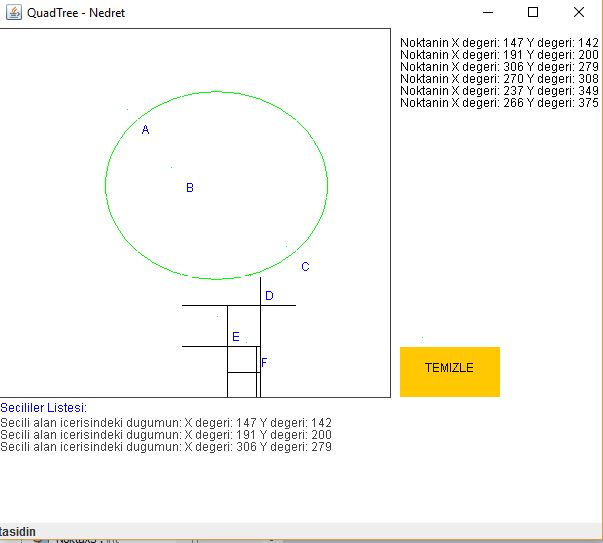 QuadTree - Nedret
Noktanin X degeri: 147 Y degeri: 142
Noktanin X degeri: 191 Y degeri: 200
Noktanin X degeri: 306 Y degeri: 279
Noktanin X degeri: 270 Y degeri: 308
Noktanin X degeri: 237 Y degeri: 349
Noktanin X degeri: 266 Y degeri: 375
A
B
C
D
E
F
TEMIZLE
Secililer Listesi:
Secili alan icerisindeki dugumun: X degeri: 147 Y degeri: 142
Secili alan icerisindeki dugumun: X degeri: 191 Y degeri: 200
Secili alan icerisindeki dugumun: X degeri: 306 Y degeri: 279
tasidin